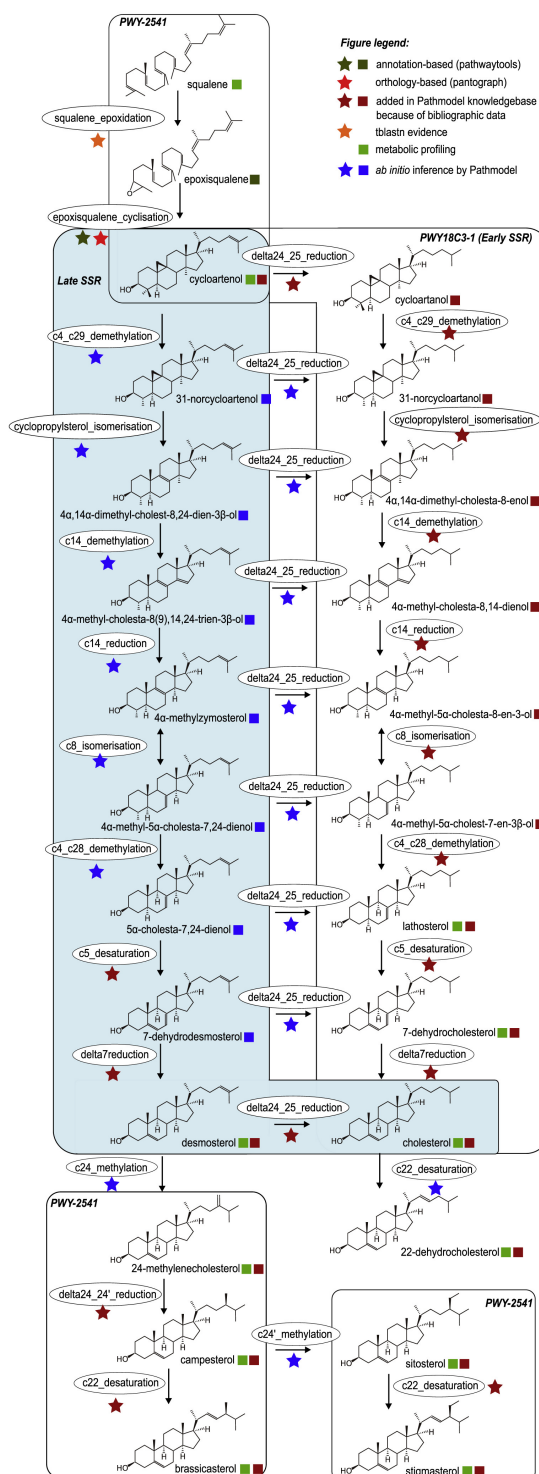 PWY-2541
squalene
squalene_epoxidation
epoxisqualene
epoxisqualene_cyclisation
Figure legend:
annotation-based (pathwaytools)
orthology-based (pantograph)
added in Pathmodel knowledgebase
because of bibliographic data
tblastn evidence
metabolic profiling
ab initio inference by Pathmodel
PWY18C3-1 (Early SSR)
Late SSR
delta24_25_reduction
cycloartenol
cycloartanol
c4_c29_demethylation
c4_c29_demethylation
delta24_25_reduction
31-norcycloartenol
31-norcycloartanol
cyclopropylsterol_isomerisation
cyclopropylsterol_isomerisation
delta24_25_reduction
4α,14α-dimethyl-cholest-8,24-dien-3β-ol
4α,14α-dimethyl-cholesta-8-enol
c14_demethylation
c14_demethylation
delta24_25_reduction
4α-methyl-cholesta-8(9),14,24-trien-3β-ol
4α-methyl-cholesta-8,14-dienol
c14_reduction
c14_reduction
delta24_25_reduction
4α-methylzymosterol
4α-methyl-5α-cholesta-8-en-3-ol
c8_isomerisation
c8_isomerisation
delta24_25_reduction
4α-methyl-5α-cholesta-7,24-dienol
4α-methyl-5α-cholest-7-en-3β-ol
c4_c28_demethylation
c4_c28_demethylation
delta24_25_reduction
5α-cholesta-7,24-dienol
lathosterol
c5_desaturation
c5_desaturation
delta24_25_reduction
7-dehydrodesmosterol
7-dehydrocholesterol
delta7reduction
delta7reduction
delta24_25_reduction
desmosterol
cholesterol
c24_methylation
c22_desaturation
PWY-2541
24-methylenecholesterol
22-dehydrocholesterol
delta24_24'_reduction
PWY-2541
c24'_methylation
campesterol
sitosterol
c22_desaturation
c22_desaturation
brassicasterol
stigmasterol